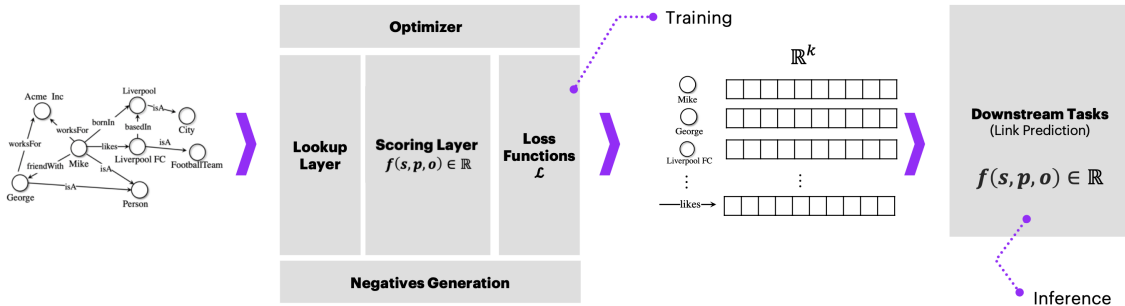 Acme Inc
Liverpool
isA
City
bornIn
basedIn
worksFor
worksFor
likes
isA
Mike
Liverpool FC
FootballTeam
friendWith
isA
George
isA
Person
Optimizer
Lookup
Layer
Scoring Layer
f(s, p, o) ∈ ℝ
Loss
Functions
ℒ
Negatives Generation
Training
ℝᵏ
Mike
George
Liverpool FC
⋮ ⋮
likes
Downstream Tasks
(Link Prediction)
f(s, p, o) ∈ ℝ
Inference